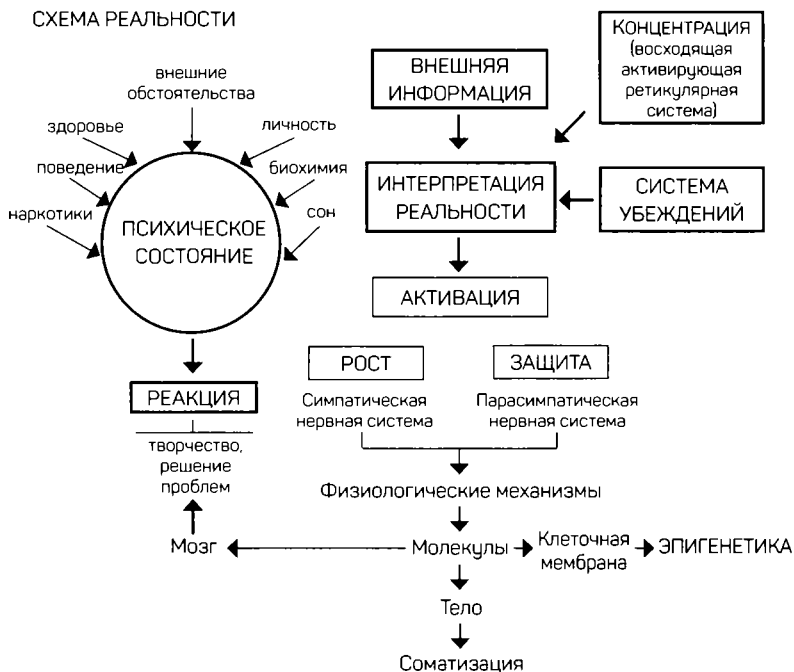 СХЕМА РЕАЛЬНОСТИ
внешние
обстоятельства
здоровье
личность
поведение
биохимия
наркотики
сон
ПСИХИЧЕСКОЕ
СОСТОЯНИЕ
РЕАКЦИЯ
творчество,
решение
проблем
Мозг
ВНЕШНЯЯ
ИНФОРМАЦИЯ
КОНЦЕНТРАЦИЯ
(восходящая
активирующая
ретикулярная
система)
ИНТЕРПРЕТАЦИЯ
РЕАЛЬНОСТИ
СИСТЕМА
УБЕЖДЕНИЙ
АКТИВАЦИЯ
РОСТ
Симпатическая
нервная система
ЗАЩИТА
Парасимпатическая
нервная система
Физиологические механизмы
Молекулы
Клеточная
мембрана
ЭПИГЕНЕТИКА
Тело
Соматизация